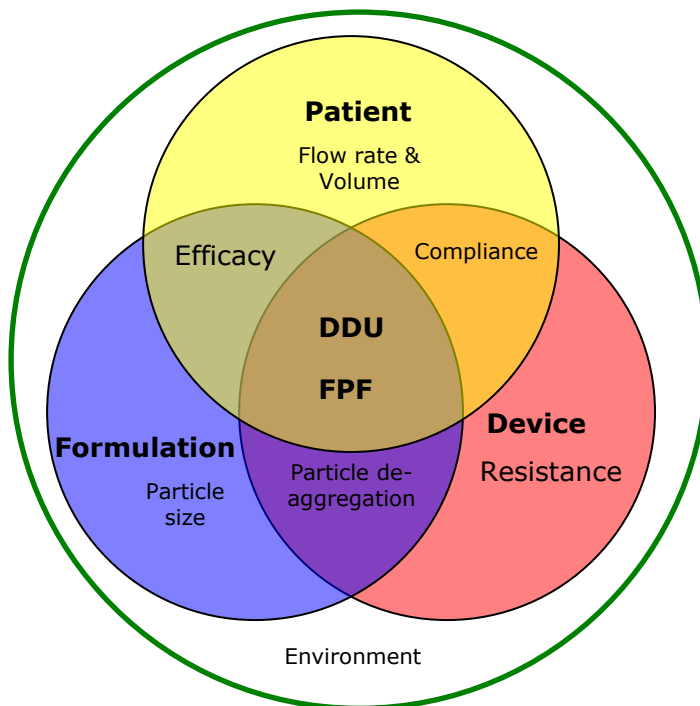 Patient
Flow rate &
Volume
Efficacy
Compliance
DDU
FPF
Formulation
Particle
size
Particle de-
aggregation
Device
Resistance
Environment